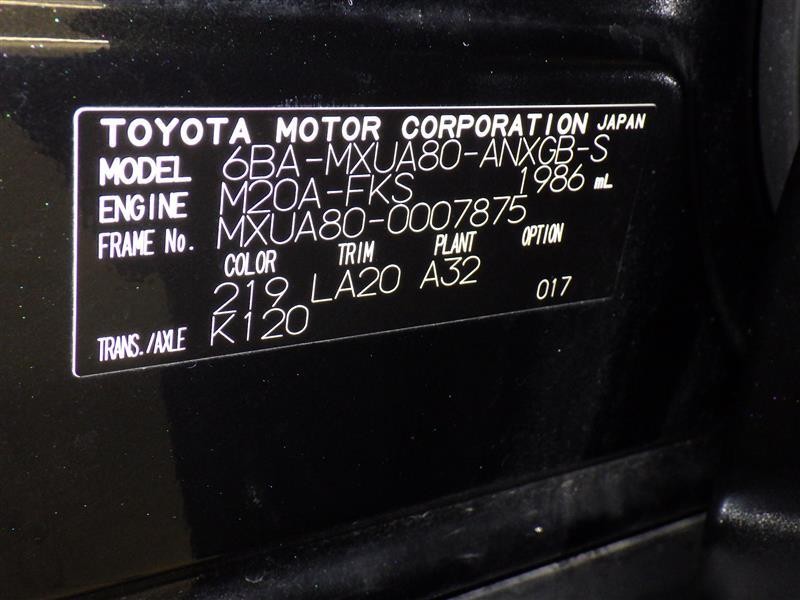 TOYOTA MOTOR CORPORATION JAPAN
MODEL 6BA-MXUA80-ANXGB-S
ENGINE M20A-FKS 1986 mL
FRAME No. MXUA80-0007875
COLOR TRIM PLANT OPTION
219 LA20 A32 017
TRANS./AXLE K120